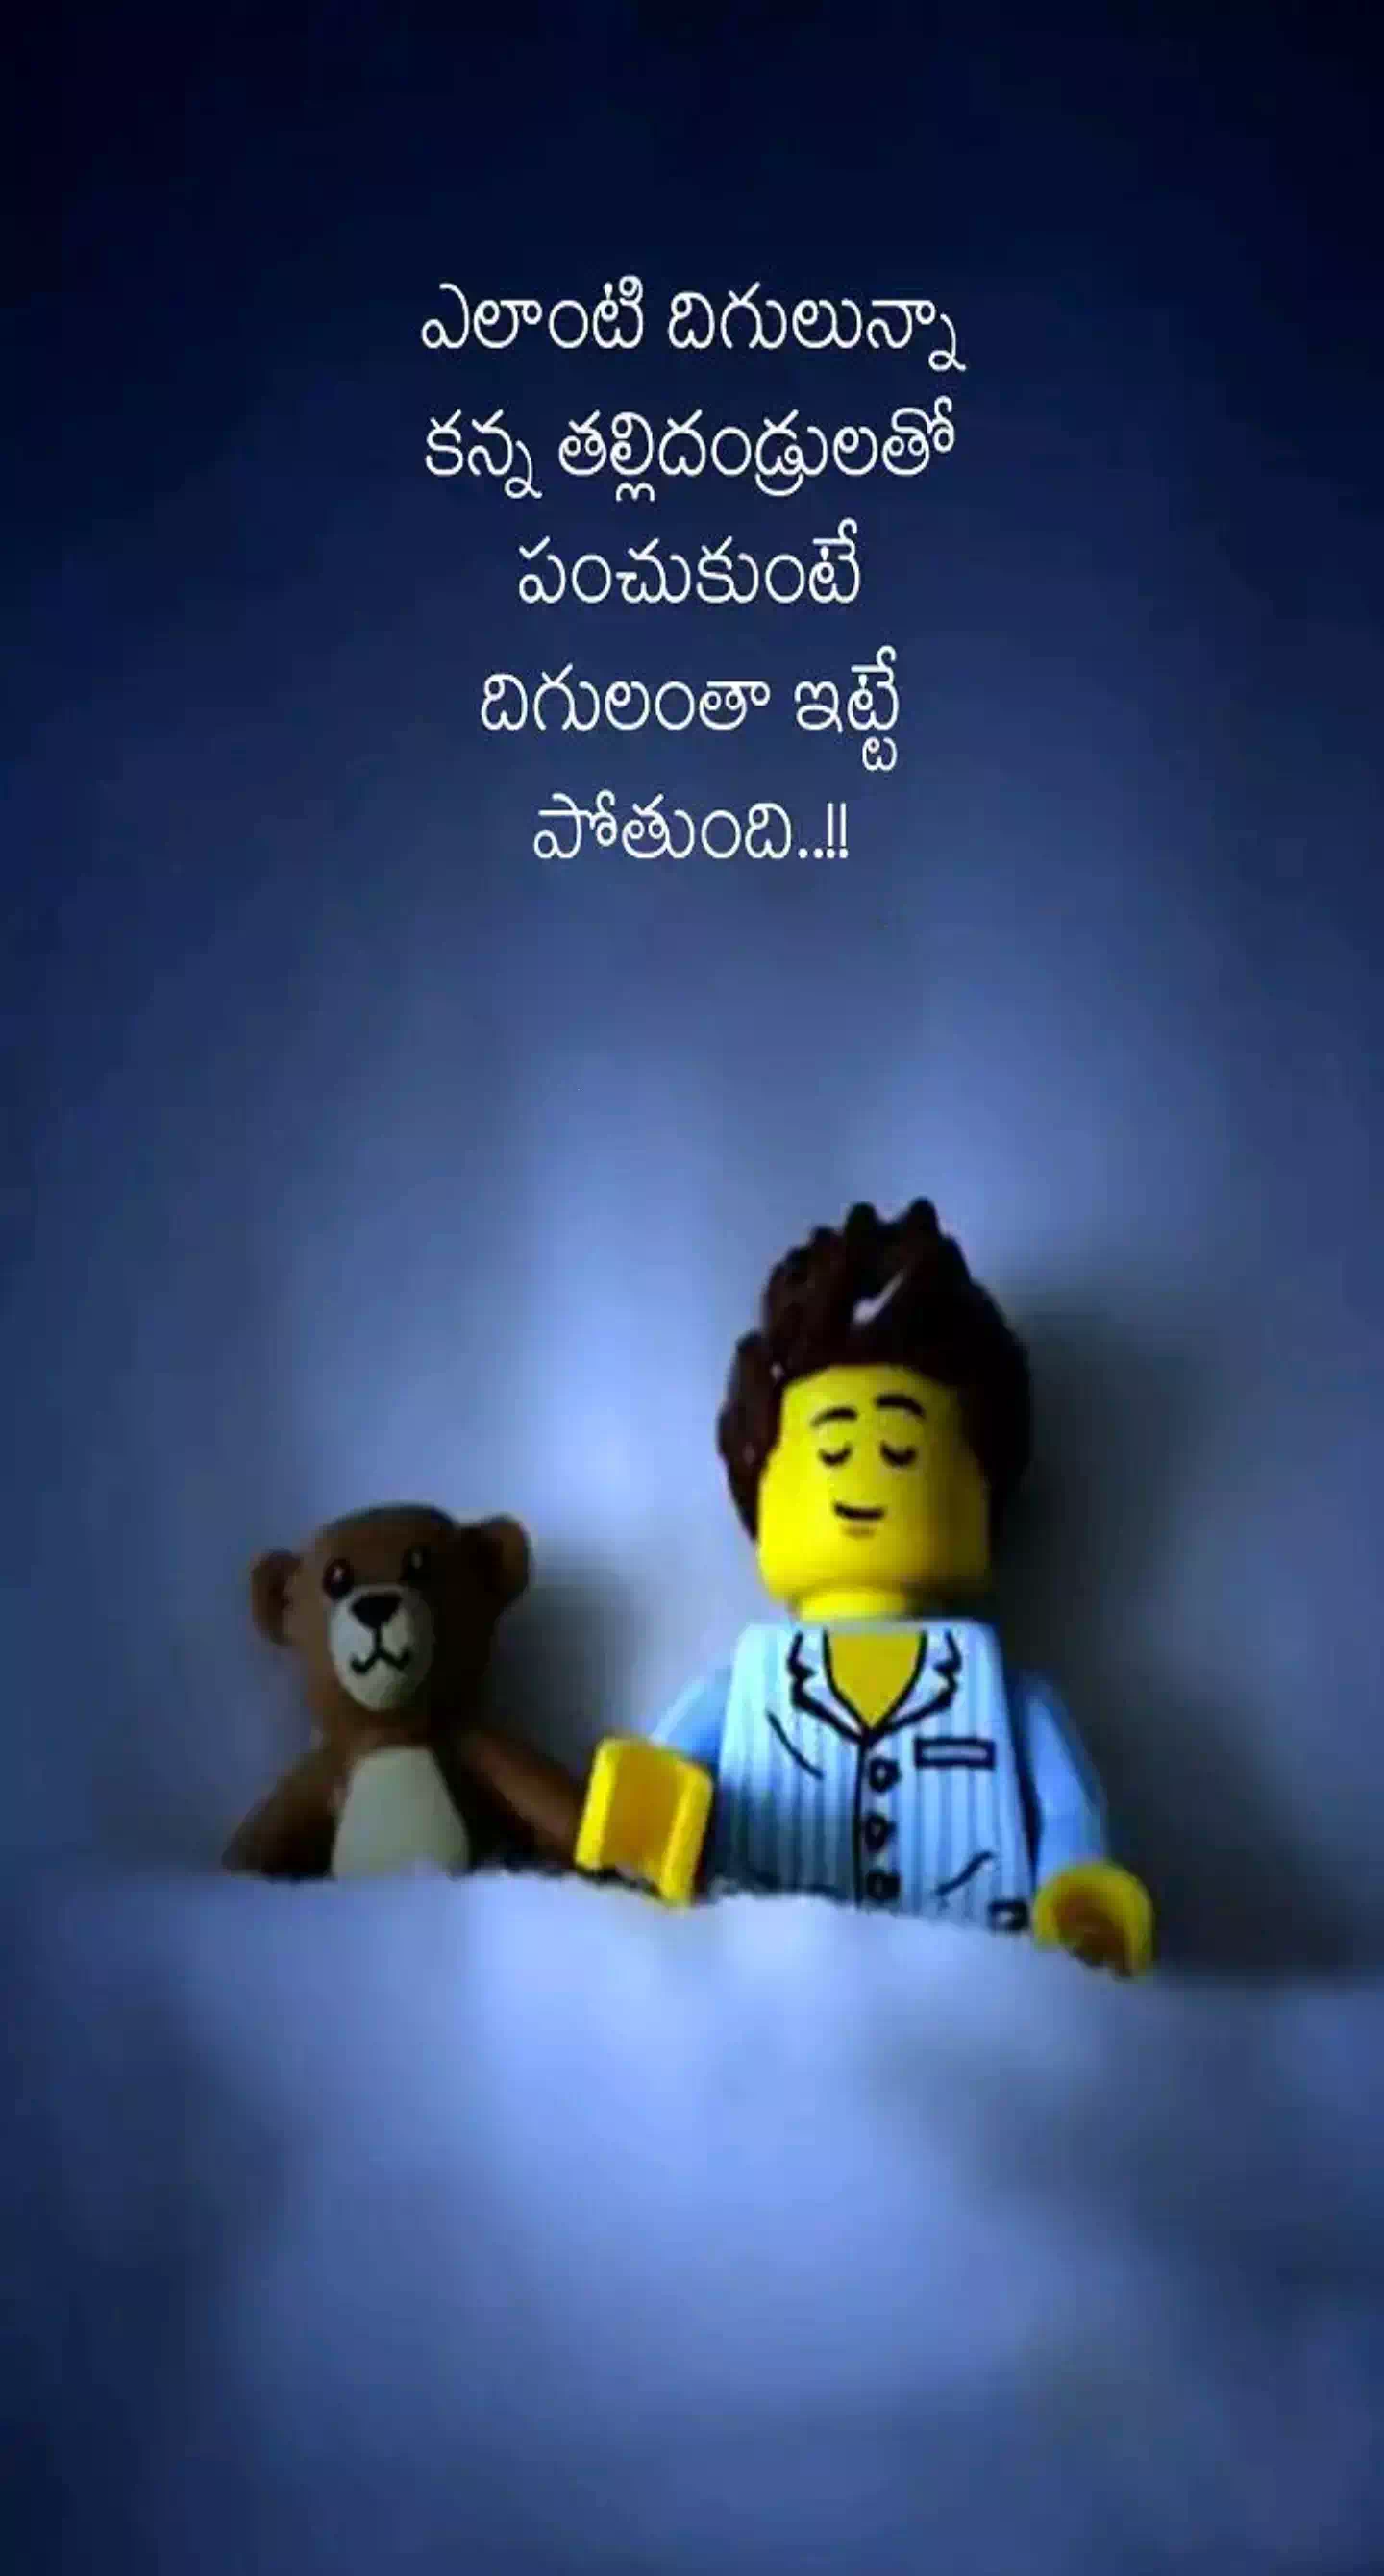 ఎలాంటి దిగులున్నా
కన్న తల్లిదండ్రులతో
పంచుకుంటే
దిగులంతా ఇట్టే
పోతుంది..!!